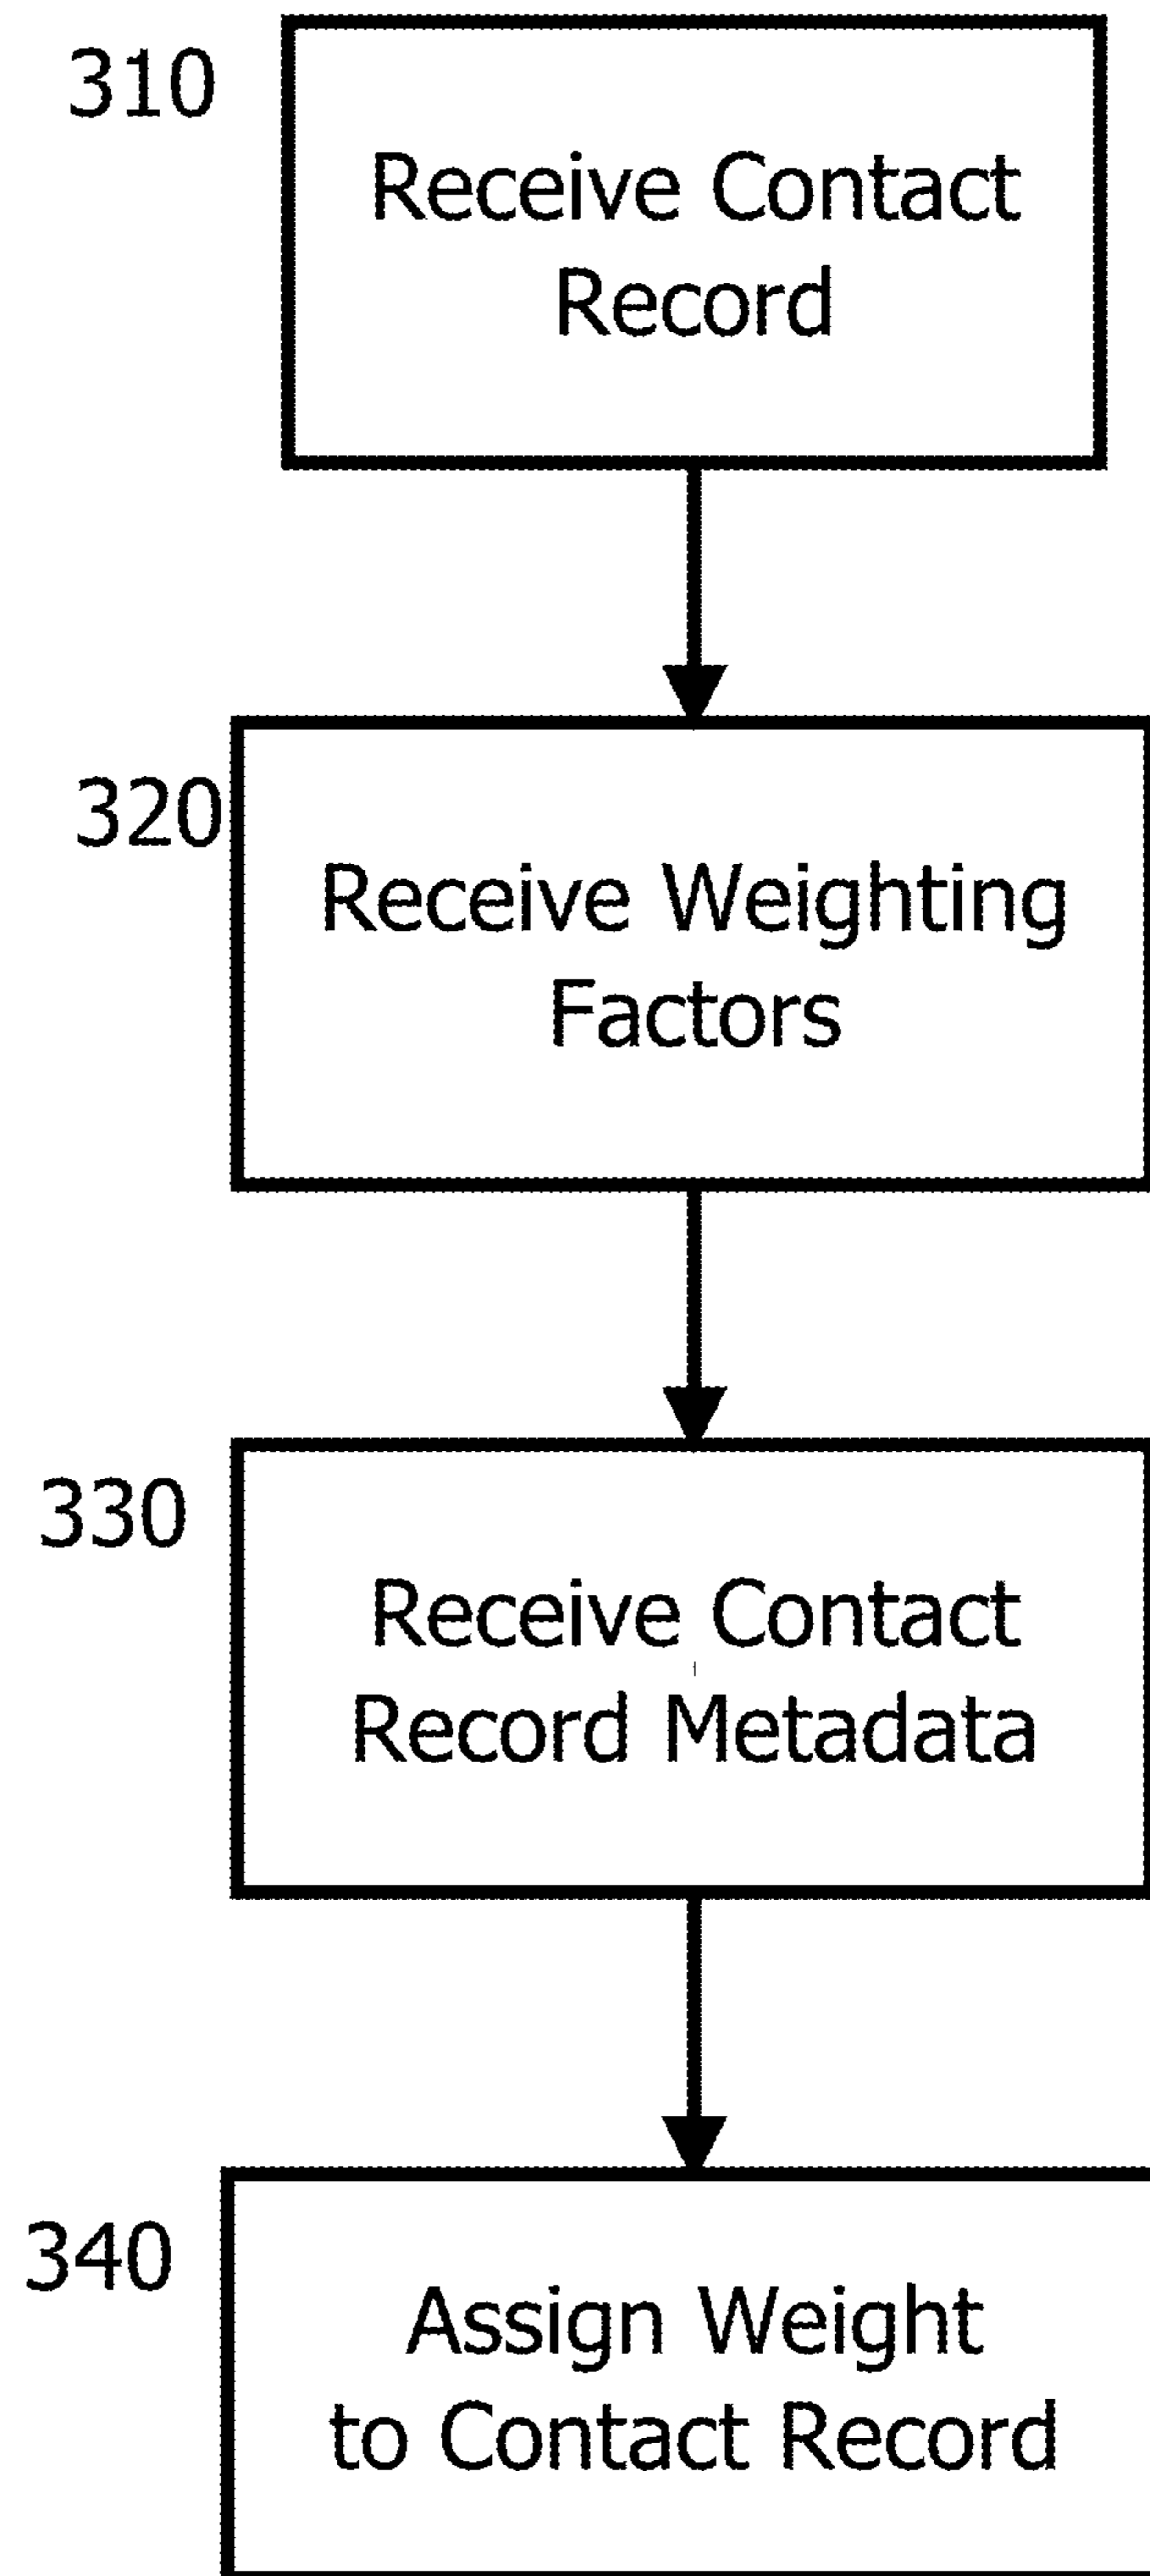 310
Receive Contact
Record
320
Receive Weighting
Factors
330
Receive Contact
Record Metadata
340
Assign Weight
to Contact Record